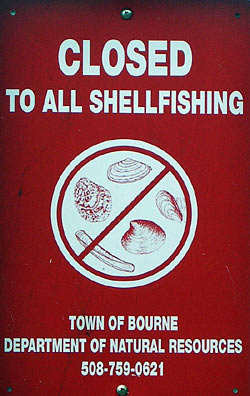 CLOSED
TO ALL SHELLFISHING
TOWN OF BOURNE
DEPARTMENT OF NATURAL RESOURCES
508-759-0621